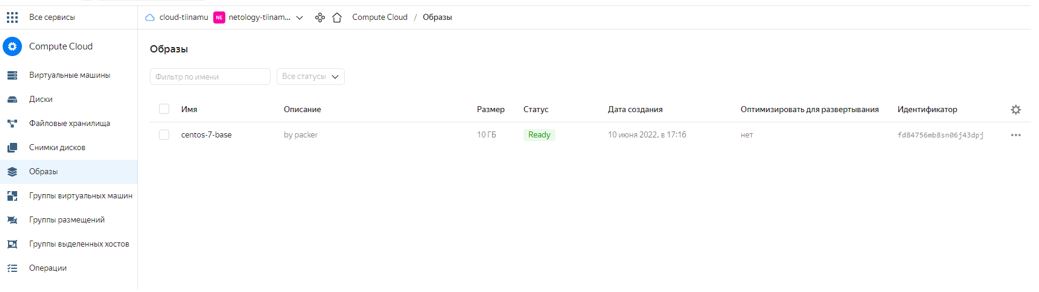 Все сервисы
cloud-tiinamu NE netology-tiinam... Compute Cloud / Образы
Compute Cloud
Образы
Виртуальные машины
Фильтр по имени Все статусы
Диски
Имя Описание Размер Статус Дата создания Оптимизировать для развертывания Идентификатор
Файловые хранилища
centos-7-base by packer 10 ГБ Ready 10 июня 2022, в 17:16 нет fd84756mb8sn06j43dpj
Снимки дисков
Образы
Группы виртуальных машин
Группы размещений
Группы выделенных хостов
Операции